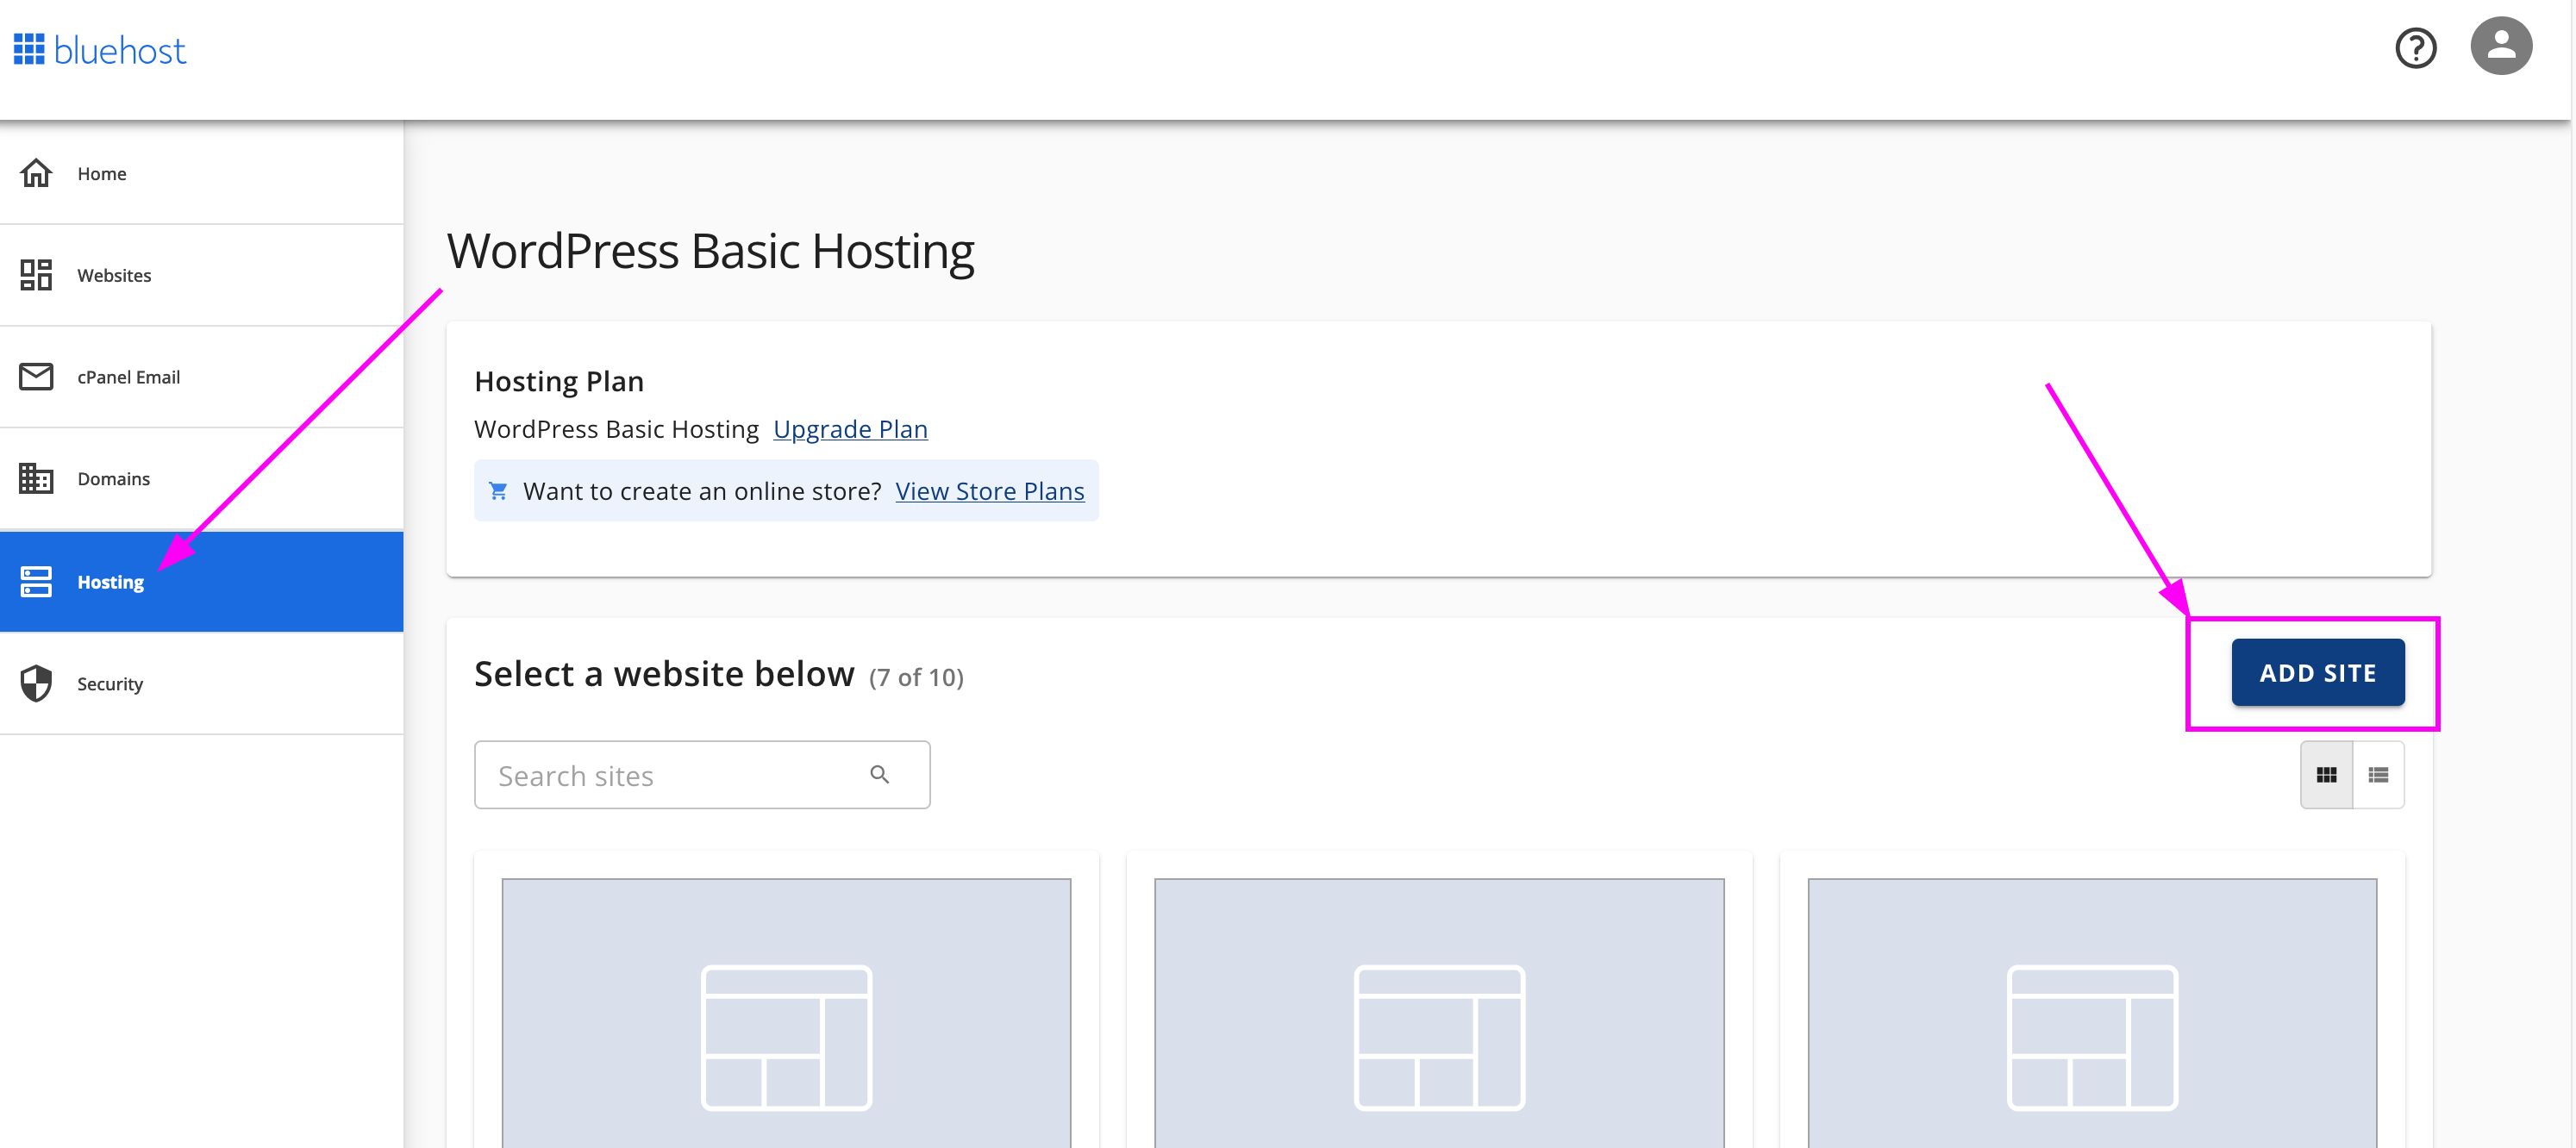 bluehost
Home
Websites
cPanel Email
Domains
Hosting
Security
WordPress Basic Hosting
Hosting Plan
WordPress Basic Hosting Upgrade Plan
Want to create an online store? View Store Plans
Select a website below (7 of 10)
ADD SITE
Search sites